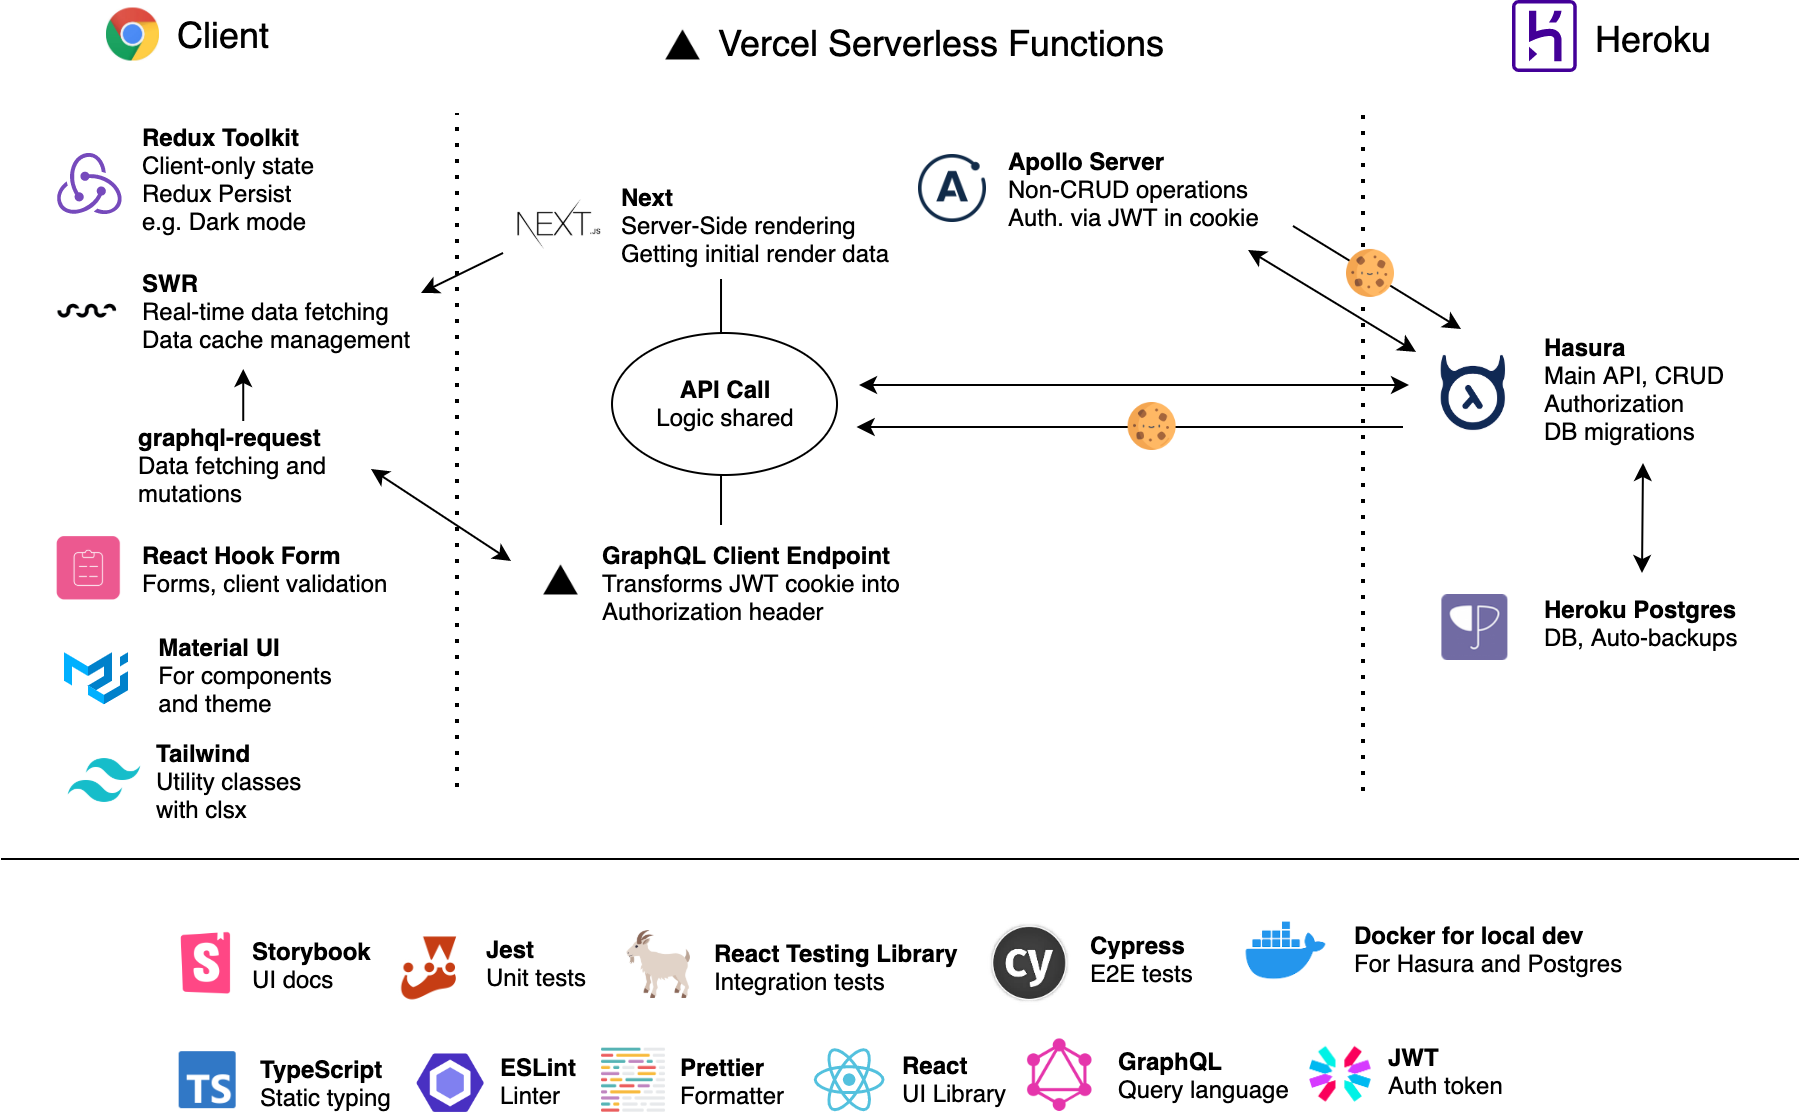 Client
Vercel Serverless Functions
Heroku
Redux Toolkit
Client-only state
Redux Persist
e.g. Dark mode
SWR
Real-time data fetching
Data cache management
graphql-request
Data fetching and
mutations
React Hook Form
Forms, client validation
Material UI
For components
and theme
Tailwind
Utility classes
with clsx
NEXT.JS
Next
Server-Side rendering
Getting initial render data
API Call
Logic shared
GraphQL Client Endpoint
Transforms JWT cookie into
Authorization header
A
Apollo Server
Non-CRUD operations
Auth. via JWT in cookie
λ
Hasura
Main API, CRUD
Authorization
DB migrations
Heroku Postgres
DB, Auto-backups
S
Storybook
UI docs
Jest
Unit tests
React Testing Library
Integration tests
cy
Cypress
E2E tests
Docker for local dev
For Hasura and Postgres
TS
TypeScript
Static typing
ESLint
Linter
Prettier
Formatter
React
UI Library
GraphQL
Query language
JWT
Auth token